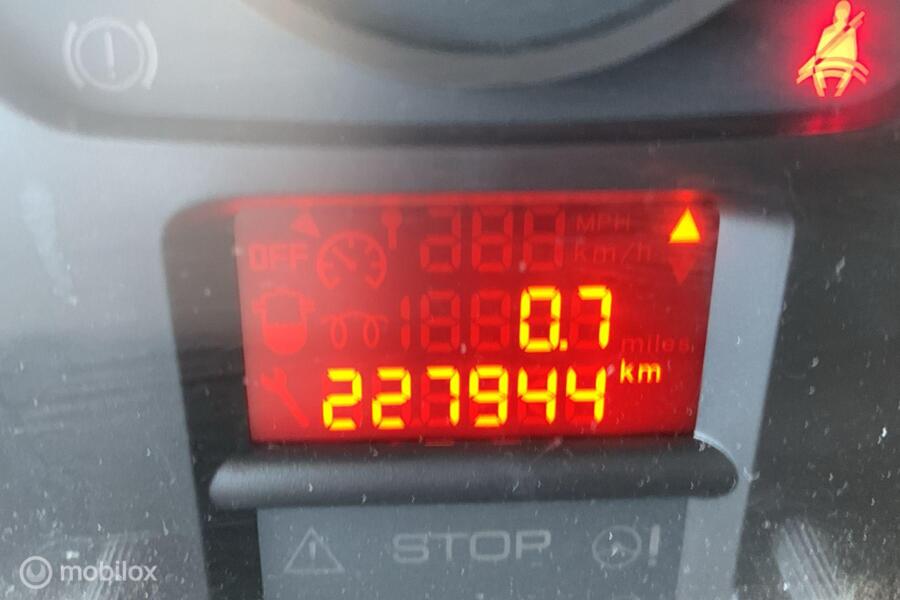 MPH
OFF km/h
0.7
miles
227944 km
STOP
mobilox